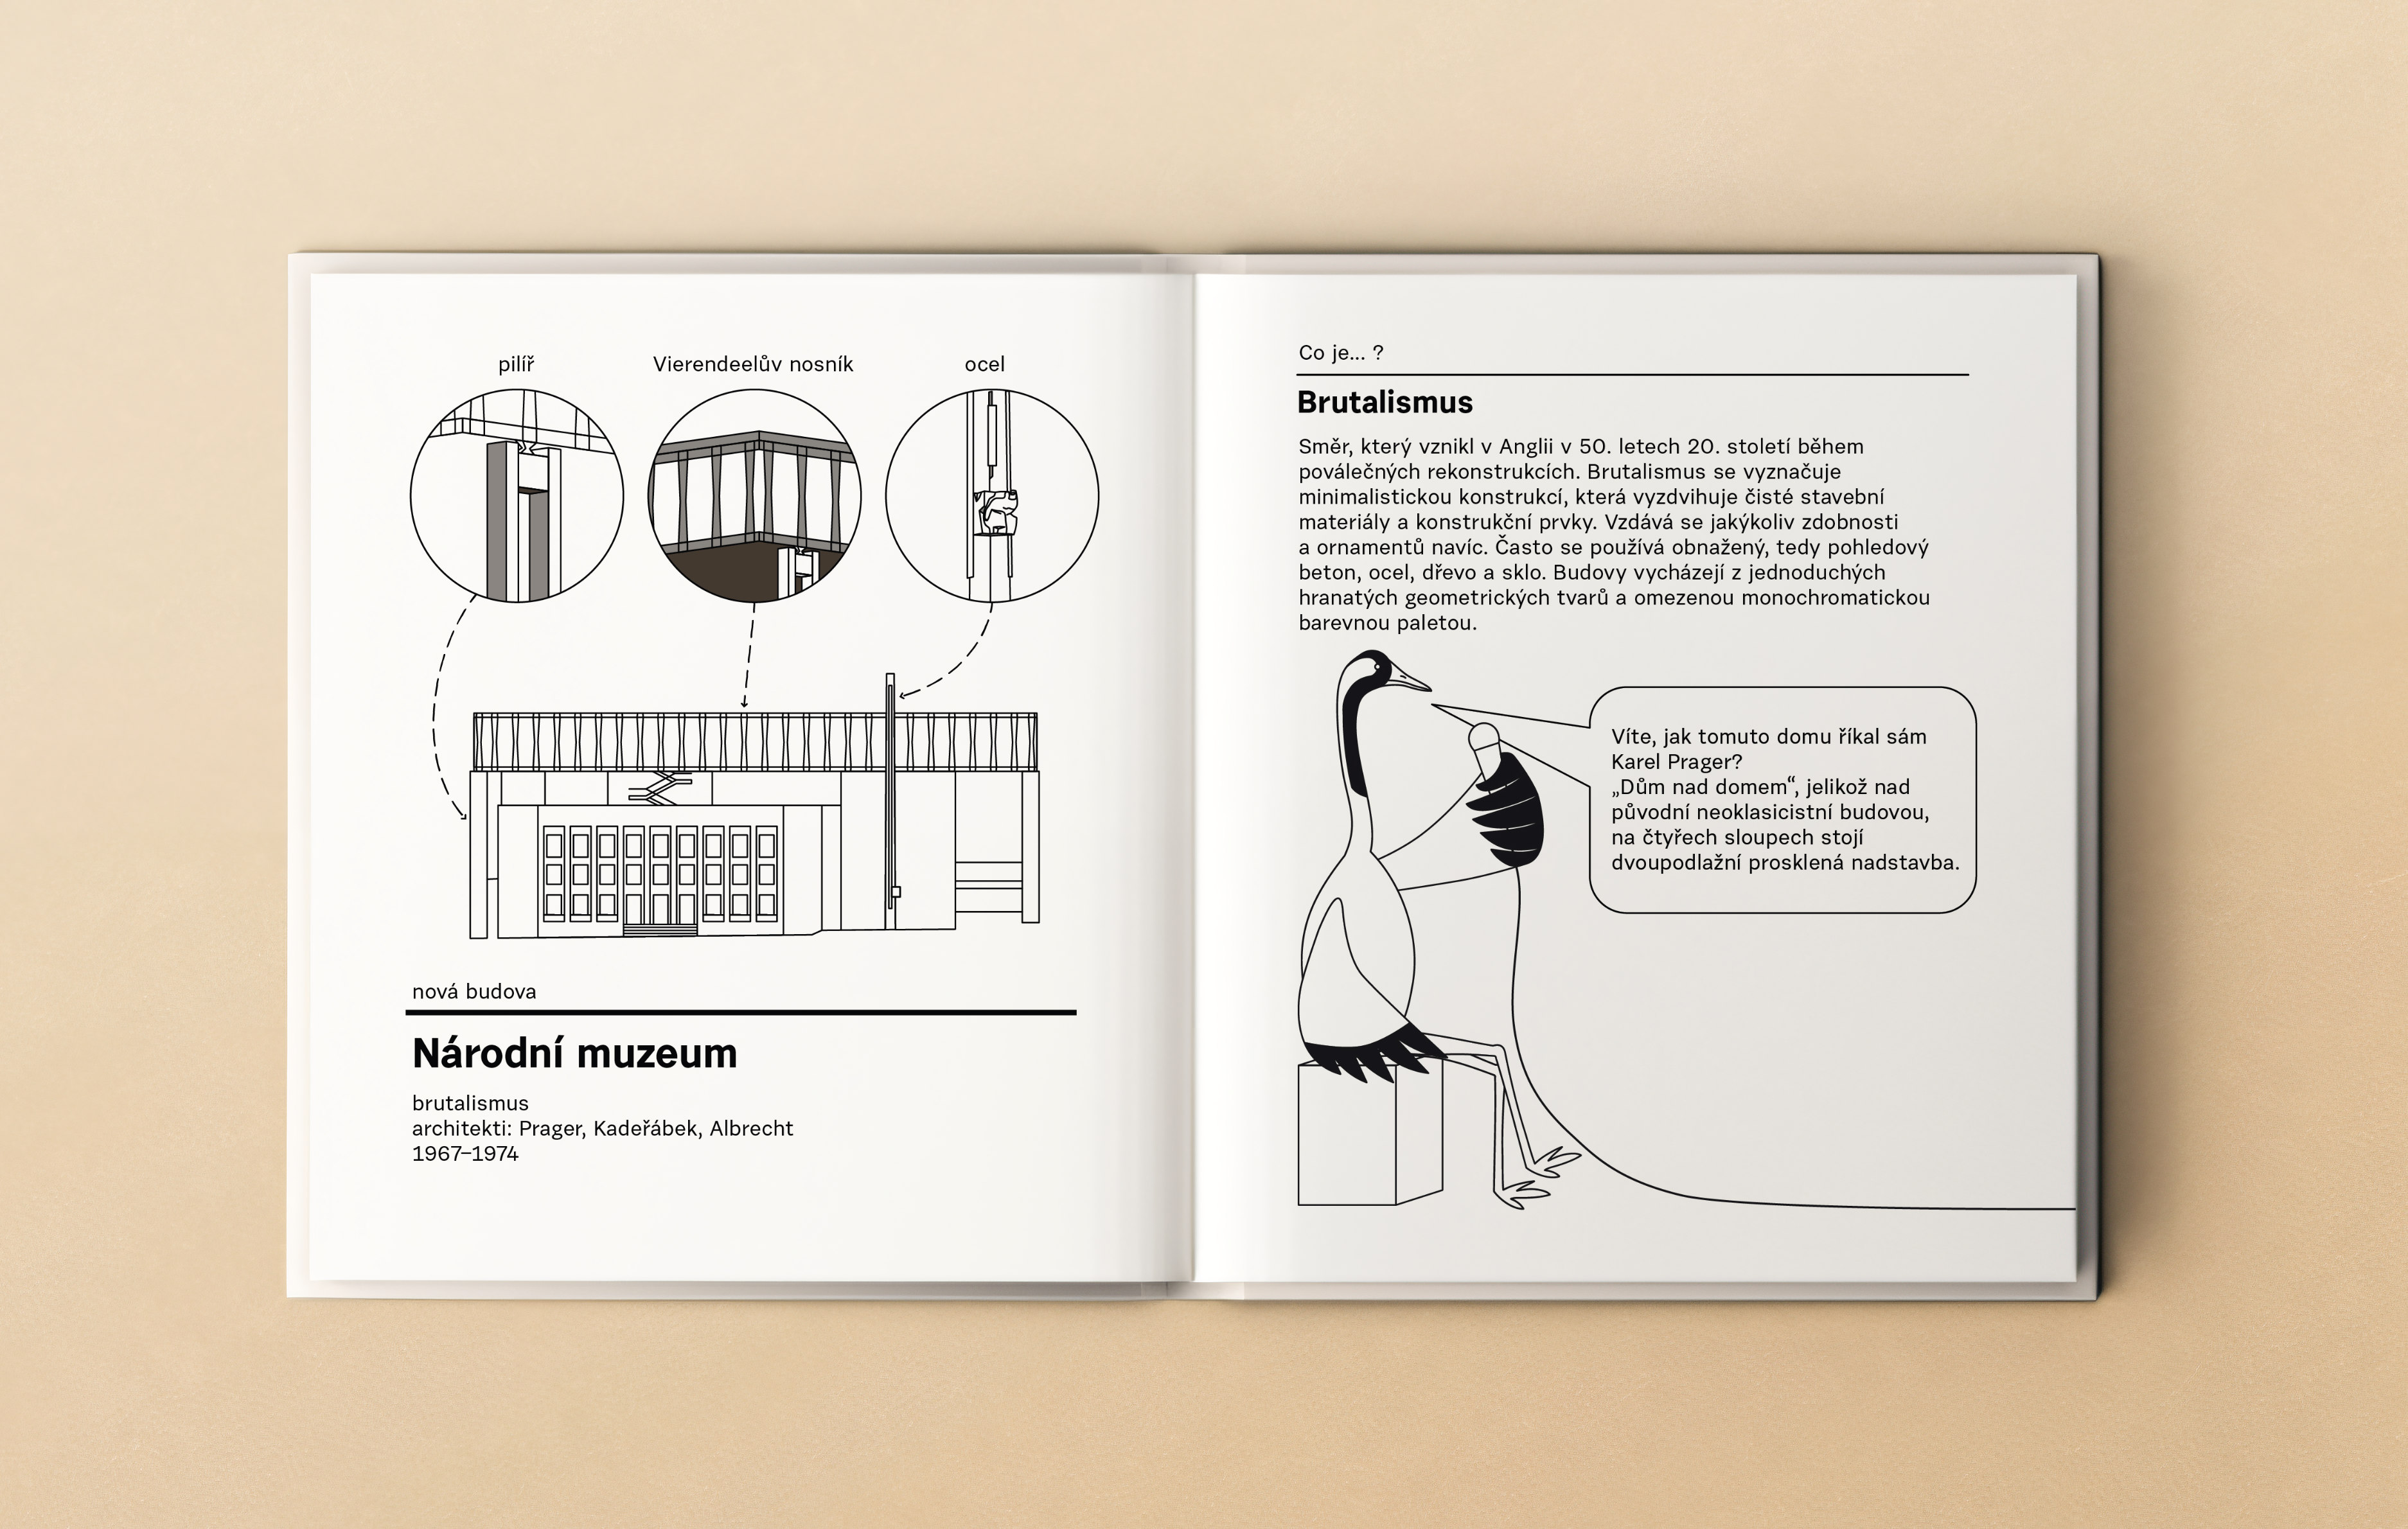 pilíř
Vierendeelův nosník
ocel
nová budova
Národní muzeum
brutalismus
architekti: Prager, Kadeřábek, Albrecht
1967–1974
Co je... ?
Brutalismus
Směr, který vznikl v Anglii v 50. letech 20. století během
poválečných rekonstrukcích. Brutalismus se vyznačuje
minimalistickou konstrukcí, která vyzdvihuje čisté stavební
materiály a konstrukční prvky. Vzdává se jakýkoliv zdobnosti
a ornamentů navíc. Často se používá obnažený, tedy pohledový
beton, ocel, dřevo a sklo. Budovy vycházejí z jednoduchých
hranatých geometrických tvarů a omezenou monochromatickou
barevnou paletou.
Víte, jak tomuto domu říkal sám
Karel Prager?
„Dům nad domem“, jelikož nad
původní neoklasicistní budovou,
na čtyřech sloupech stojí
dvoupodlažní prosklená nadstavba.